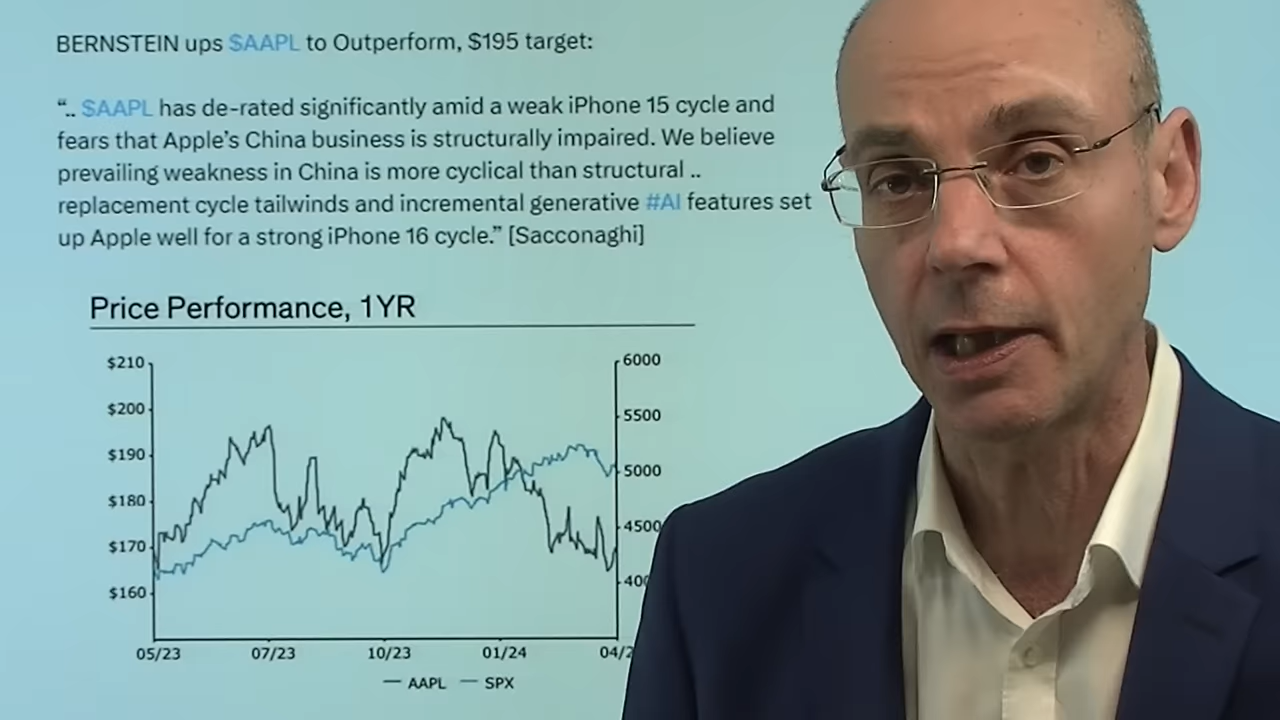 BERNSTEIN ups $AAPL to Outperform, $195 target:
“.. $AAPL has de-rated significantly amid a weak iPhone 15 cycle and
fears that Apple’s China business is structurally impaired. We believe
prevailing weakness in China is more cyclical than structural ..
replacement cycle tailwinds and incremental generative #AI features set
up Apple well for a strong iPhone 16 cycle.” [Sacconaghi]
Price Performance, 1YR
$210
$200
$190
$180
$170
$160
6000
5500
5000
4500
05/23
07/23
10/23
01/24
AAPL
SPX